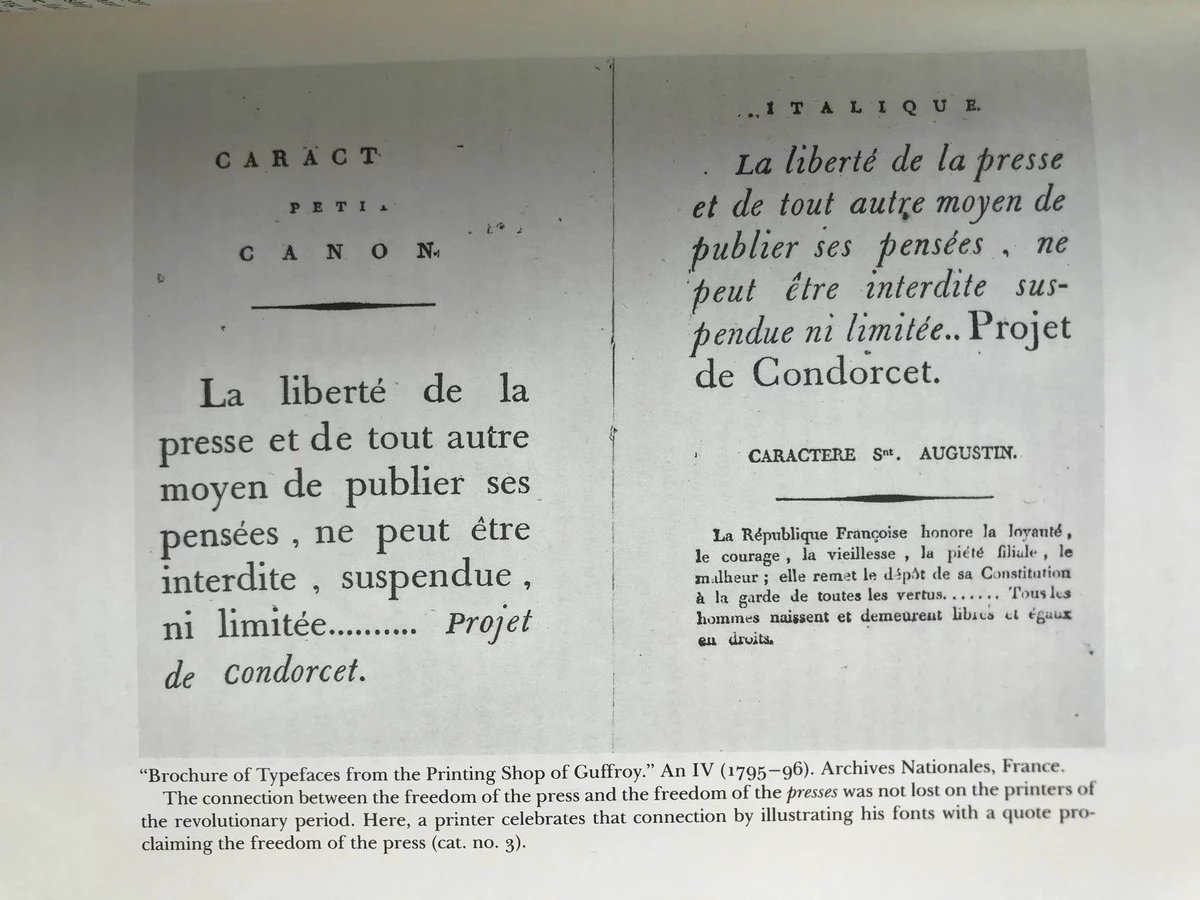 CARACT
PETI
CANON.
La liberté de la
presse et de tout autre
moyen de publier ses
pensées , ne peut être
interdite , suspendue ,
ni limitée.......... Projet
de Condorcet.
ITALIQUE.
La liberté de la presse
et de tout autre moyen de
publier ses pensées , ne
peut être interdite sus-
pendue ni limitée.. Projet
de Condorcet.
CARACTERE Snt. AUGUSTIN.
La République Françoise honore la loyauté,
le courage , la vieillesse , la piété filiale , le
malheur ; elle remet le dépôt de sa Constitution
à la garde de toutes les vertus....... Tous les
hommes naissent et demeurent libres et égaux
en droits.
“Brochure of Typefaces from the Printing Shop of Guffroy.” An IV (1795–96). Archives Nationales, France.
The connection between the freedom of the press and the freedom of the presses was not lost on the printers of
the revolutionary period. Here, a printer celebrates that connection by illustrating his fonts with a quote pro-
claiming the freedom of the press (cat. no. 3).